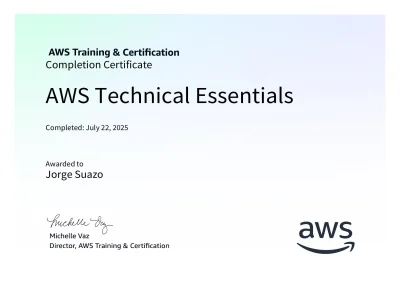 AWS Training & Certification
Completion Certificate
AWS Technical Essentials
Completed: July 22, 2025
Awarded to
Jorge Suazo
Michelle Vaz
Michelle Vaz
Director, AWS Training & Certification
aws